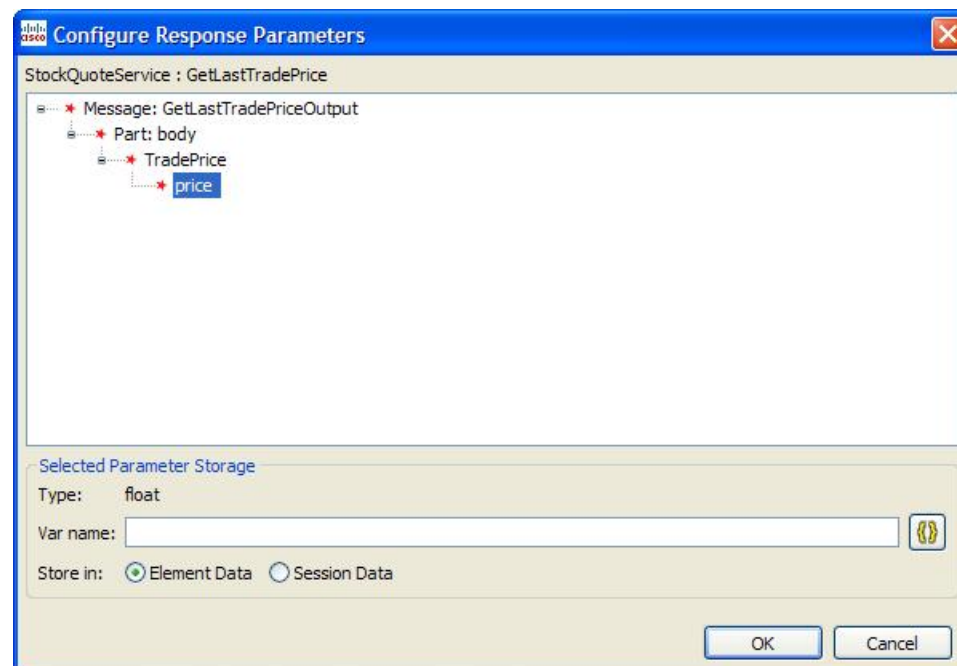 cisco Configure Response Parameters
StockQuoteService : GetLastTradePrice
Message: GetLastTradePriceOutput
Part: body
TradePrice
price
Selected Parameter Storage
Type: float
Var name:
Store in: Element Data Session Data
OK Cancel